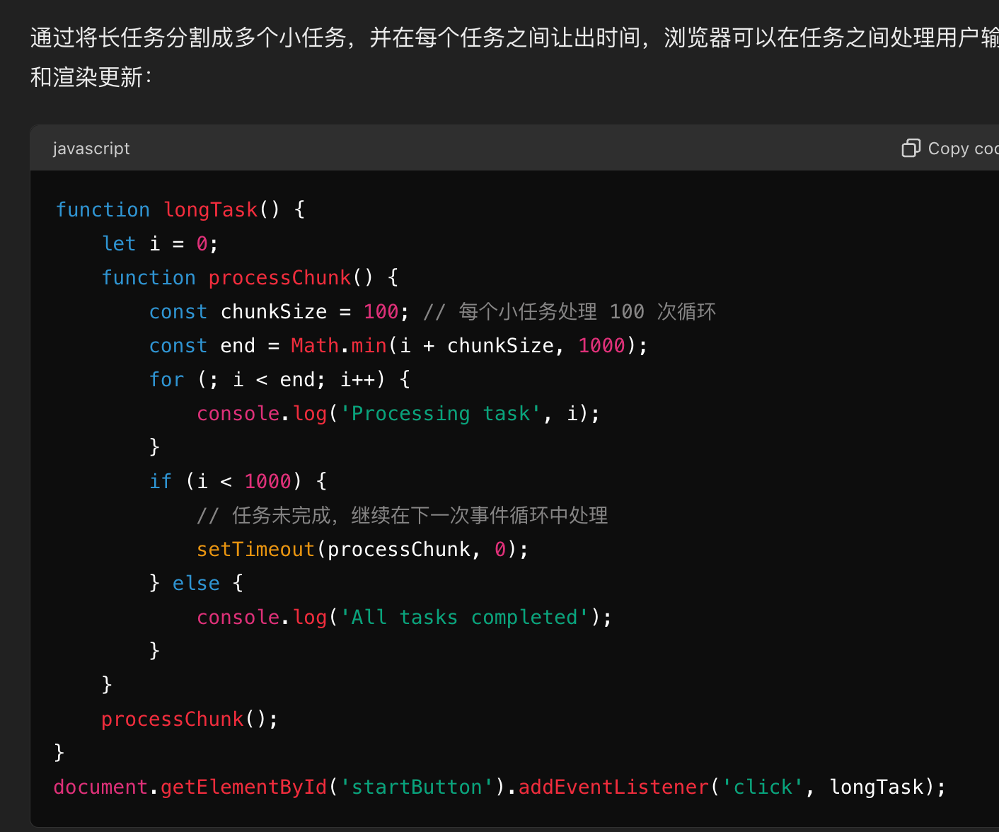 通过将长任务分割成多个小任务，并在每个任务之间让出时间，浏览器可以在任务之间处理用户输
和渲染更新：
javascript
Copy cod
function longTask() {
    let i = 0;
    function processChunk() {
        const chunkSize = 100; // 每个小任务处理 100 次循环
        const end = Math.min(i + chunkSize, 1000);
        for (; i < end; i++) {
            console.log('Processing task', i);
        }
        if (i < 1000) {
            // 任务未完成，继续在下一次事件循环中处理
            setTimeout(processChunk, 0);
        } else {
            console.log('All tasks completed');
        }
    }
    processChunk();
}
document.getElementById('startButton').addEventListener('click', longTask);